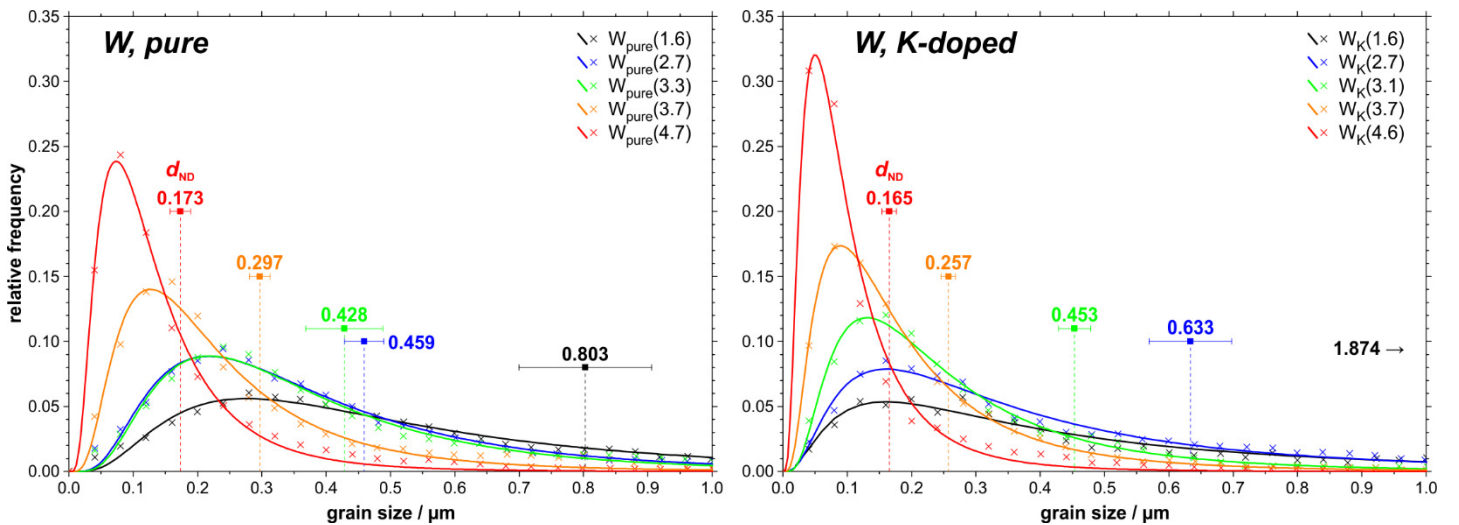 W, pure
W_pure(1.6)
W_pure(2.7)
W_pure(3.3)
W_pure(3.7)
W_pure(4.7)
d_ND
0.173
0.297
0.428
0.459
0.803
relative frequency
0.35
0.30
0.25
0.20
0.15
0.10
0.05
0.00
0.0 0.1 0.2 0.3 0.4 0.5 0.6 0.7 0.8 0.9 1.0
grain size / µm
W, K-doped
W_K(1.6)
W_K(2.7)
W_K(3.1)
W_K(3.7)
W_K(4.6)
d_ND
0.165
0.257
0.453
0.633
1.874 →
0.35
0.30
0.25
0.20
0.15
0.10
0.05
0.00
0.0 0.1 0.2 0.3 0.4 0.5 0.6 0.7 0.8 0.9 1.0
grain size / µm